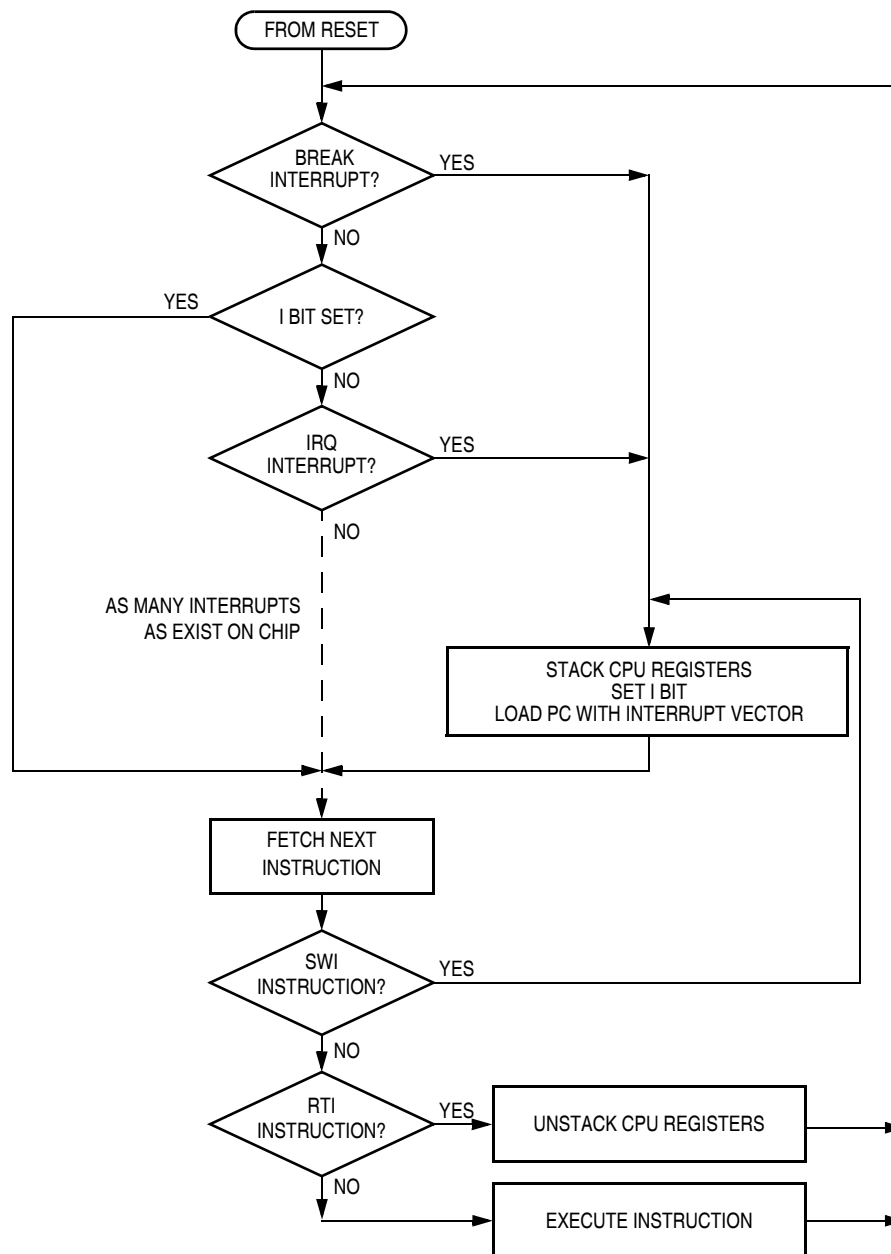 FROM RESET
BREAK
INTERRUPT?
YES
NO
YES
I BIT SET?
NO
IRQ
INTERRUPT?
YES
NO
AS MANY INTERRUPTS
AS EXIST ON CHIP
STACK CPU REGISTERS
SET I BIT
LOAD PC WITH INTERRUPT VECTOR
FETCH NEXT
INSTRUCTION
SWI
INSTRUCTION?
YES
NO
RTI
INSTRUCTION?
YES
UNSTACK CPU REGISTERS
NO
EXECUTE INSTRUCTION